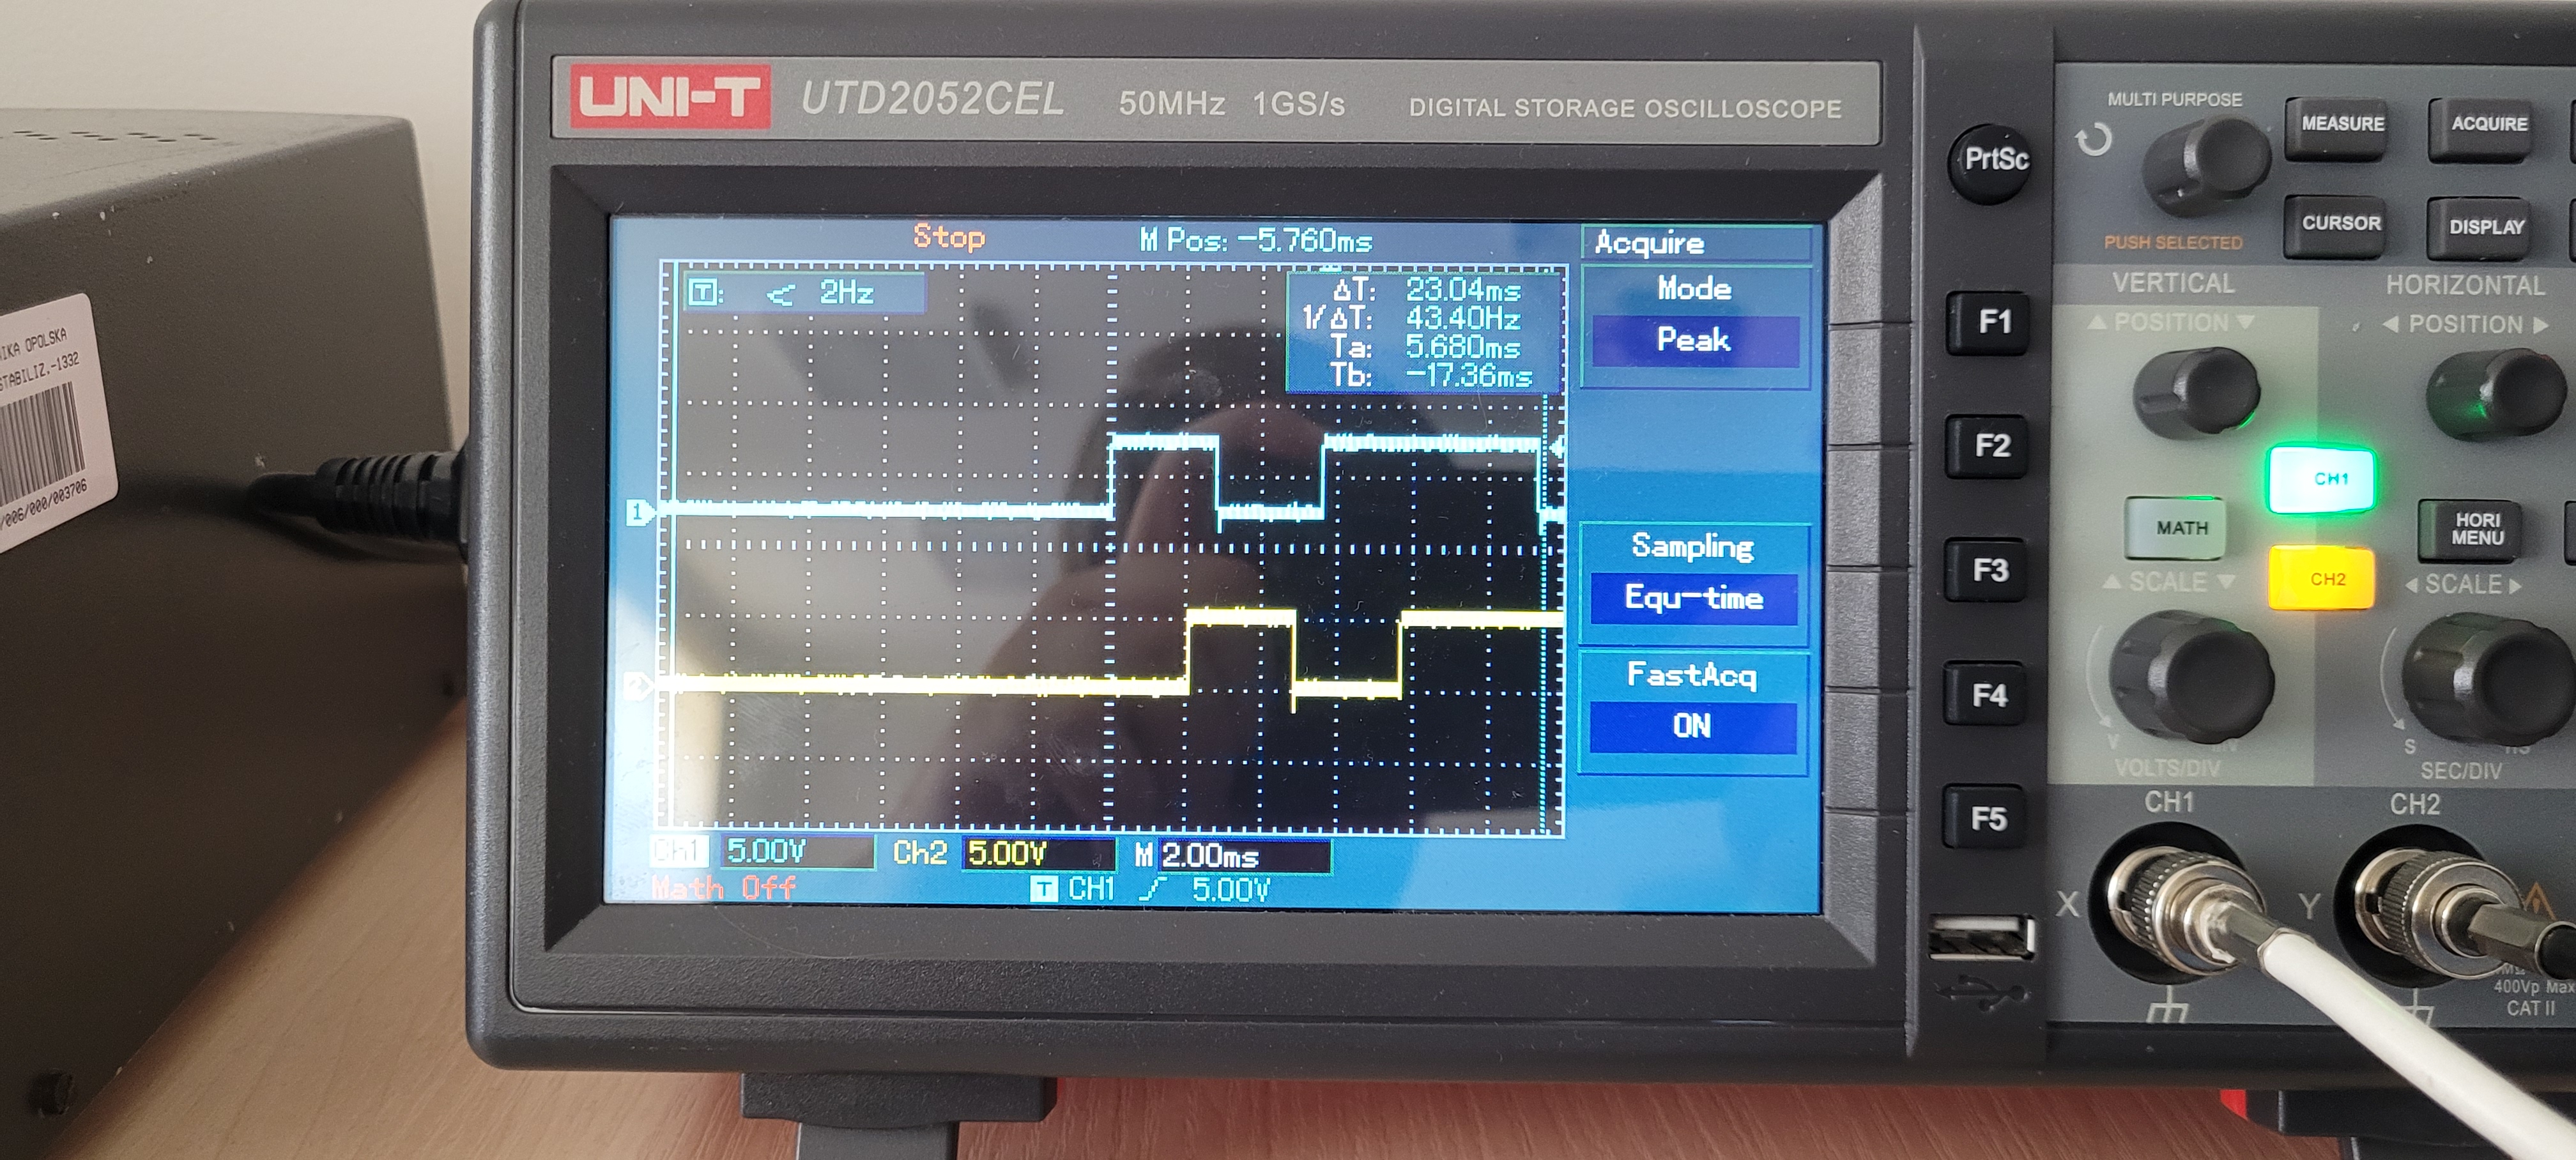 UNI-T UTD2052CEL 50MHz 1GS/s DIGITAL STORAGE OSCILLOSCOPE
Stop M Pos: -5.760ms
T: < 2Hz
ΔT: 23.04ms
1/ΔT: 43.40Hz
Ta: 5.680ms
Tb: -17.36ms
1
2
Ch1 5.00V Ch2 5.00V M 2.00ms
Math Off T CH1 5.00V
Acquire
Mode
Peak
Sampling
Equ-time
FastAcq
ON
PrtSc
F1
F2
F3
F4
F5
MULTI PURPOSE
PUSH SELECTED
MEASURE ACQUIRE
CURSOR DISPLAY
VERTICAL HORIZONTAL
▲ POSITION ▼ ◀ POSITION ▶
CH1
MATH
HORI
MENU
CH2
▲ SCALE ▼ ◀ SCALE ▶
V
S
VOLTS/DIV SEC/DIV
CH1 CH2
X Y
400Vp Max
CAT II
IKA OPOLSKA
STABILIZ.-1332
/006/000/003706